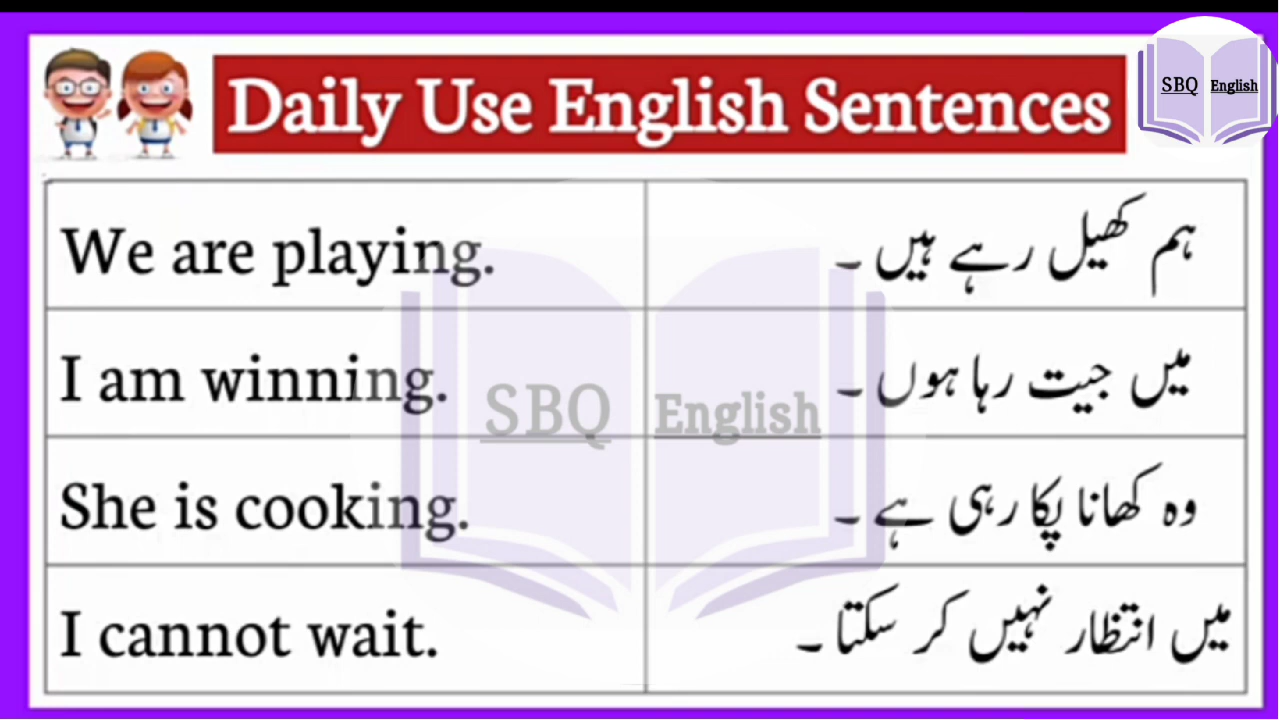 Daily Use English Sentences
SBQ English
We are playing.
ہم کھیل رہے ہیں ۔
I am winning.
میں جیت رہا ہوں ۔
SBQ English
She is cooking.
وہ کھانا پکا رہی ہے ۔
I cannot wait.
میں انتظار نہیں کر سکتا ۔